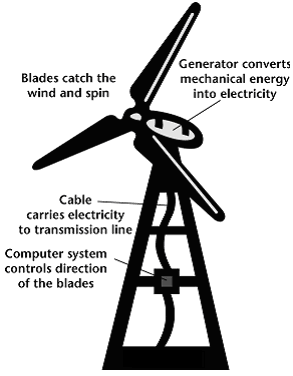 Blades catch the
wind and spin
Generator converts
mechanical energy
into electricity
Cable
carries electricity
to transmission line
Computer system
controls direction
of the blades